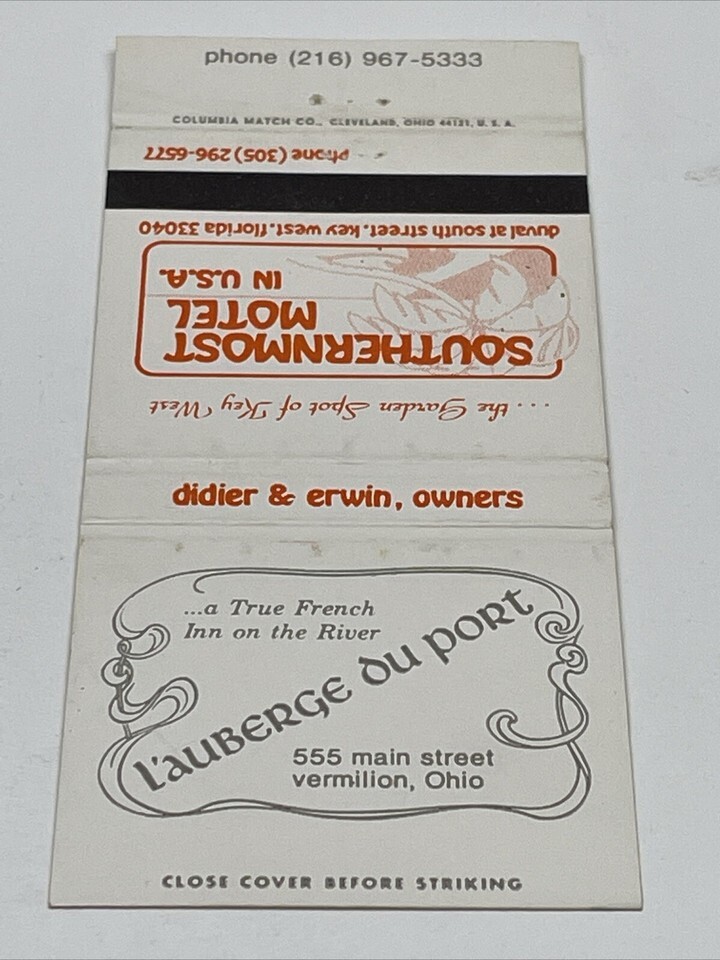 phone (216) 967-5333
COLUMBIA MATCH CO., CLEVELAND, OHIO 44121, U.S.A.
phone (305) 296-6577
duval at south street. key west. florida 33040
SOUTHERNMOST
MOTEL
IN U.S.A.
... the Garden Spot of Key West
didier & erwin, owners
...a True French
Inn on the River
L'AUBERGE DU PORT
555 main street
vermilion, Ohio
CLOSE COVER BEFORE STRIKING